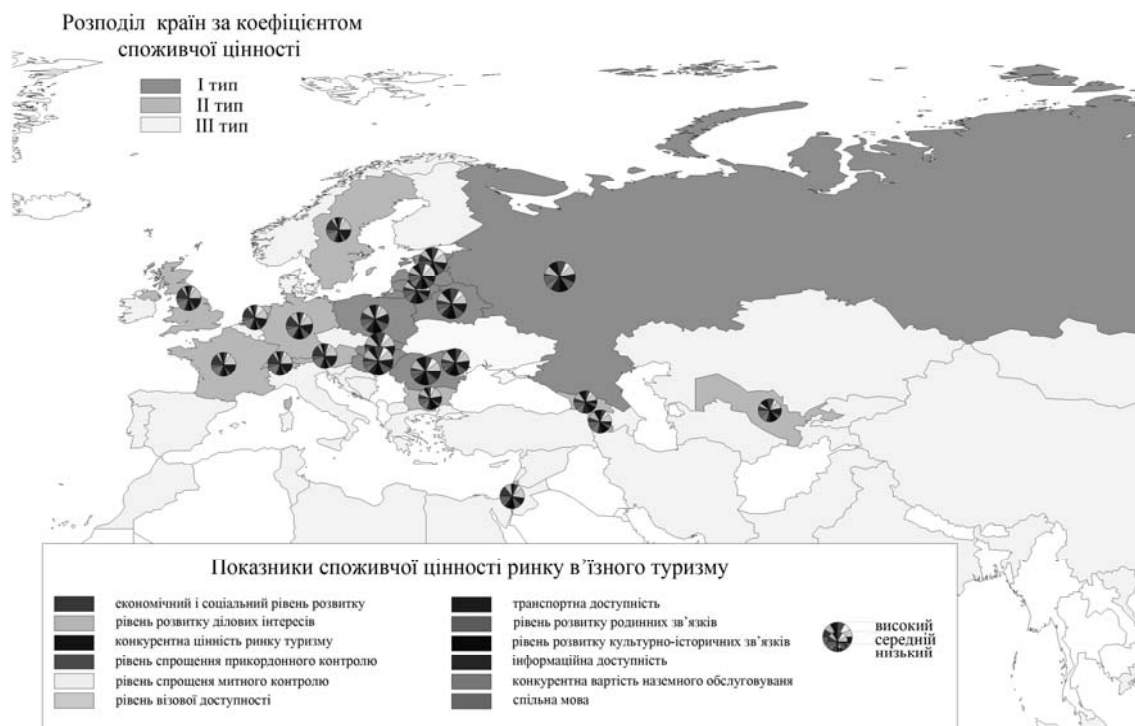 Розподіл країн за коефіцієнтом
споживчої цінності
I тип
II тип
III тип
Показники споживчої цінності ринку в'їзного туризму
економічний і соціальний рівень розвитку
рівень розвитку ділових інтересів
конкурентна цінність ринку туризму
рівень спрощення прикордонного контролю
рівень спрощеня митного контролю
рівень візової доступності
транспортна доступність
рівень розвитку родинних зв'язків
рівень розвитку культурно-історичних зв'язків
інформаційна доступність
конкурентна вартість наземного обслуговуваня
спільна мова
високий
середній
низький